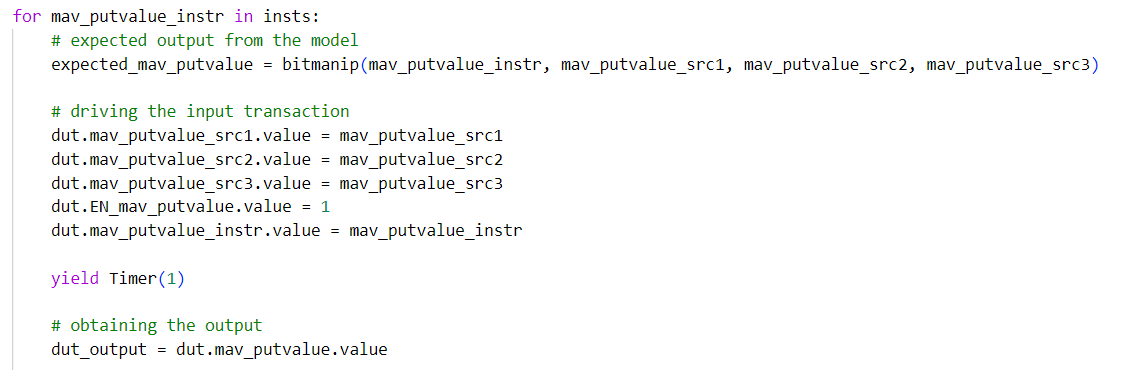 for mav_putvalue_instr in insts:
    # expected output from the model
    expected_mav_putvalue = bitmanip(mav_putvalue_instr, mav_putvalue_src1, mav_putvalue_src2, mav_putvalue_src3)

    # driving the input transaction
    dut.mav_putvalue_src1.value = mav_putvalue_src1
    dut.mav_putvalue_src2.value = mav_putvalue_src2
    dut.mav_putvalue_src3.value = mav_putvalue_src3
    dut.EN_mav_putvalue.value = 1
    dut.mav_putvalue_instr.value = mav_putvalue_instr

    yield Timer(1)

    # obtaining the output
    dut_output = dut.mav_putvalue.value